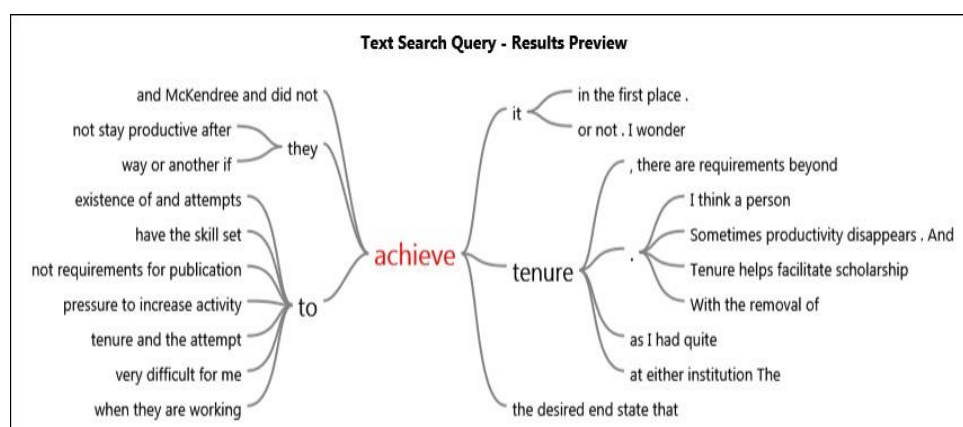 Text Search Query - Results Preview
and McKendree and did not
not stay productive after
way or another if
they
existence of and attempts
have the skill set
not requirements for publication
pressure to increase activity
tenure and the attempt
very difficult for me
when they are working
to
achieve
it
in the first place .
or not . I wonder
tenure
, there are requirements beyond
.
I think a person
Sometimes productivity disappears . And
Tenure helps facilitate scholarship
With the removal of
as I had quite
at either institution The
the desired end state that